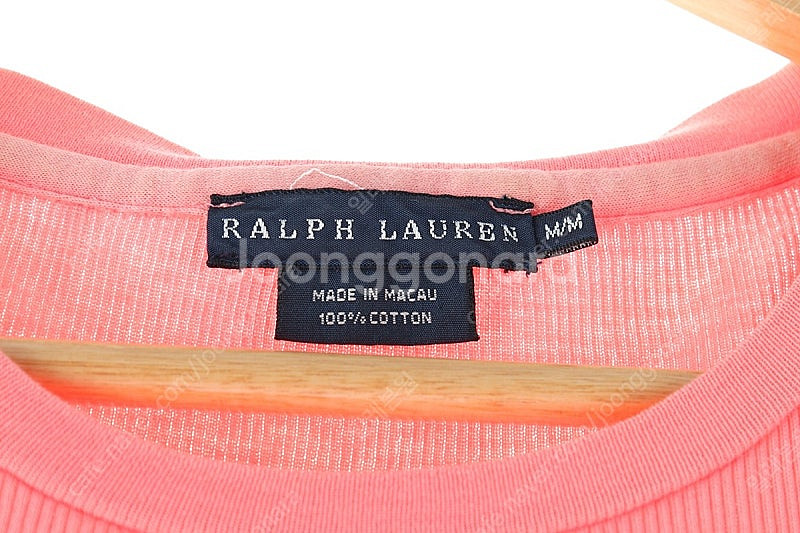 RALPH LAUREN
M/M
MADE IN MACAU
100% COTTON
Joonggonara